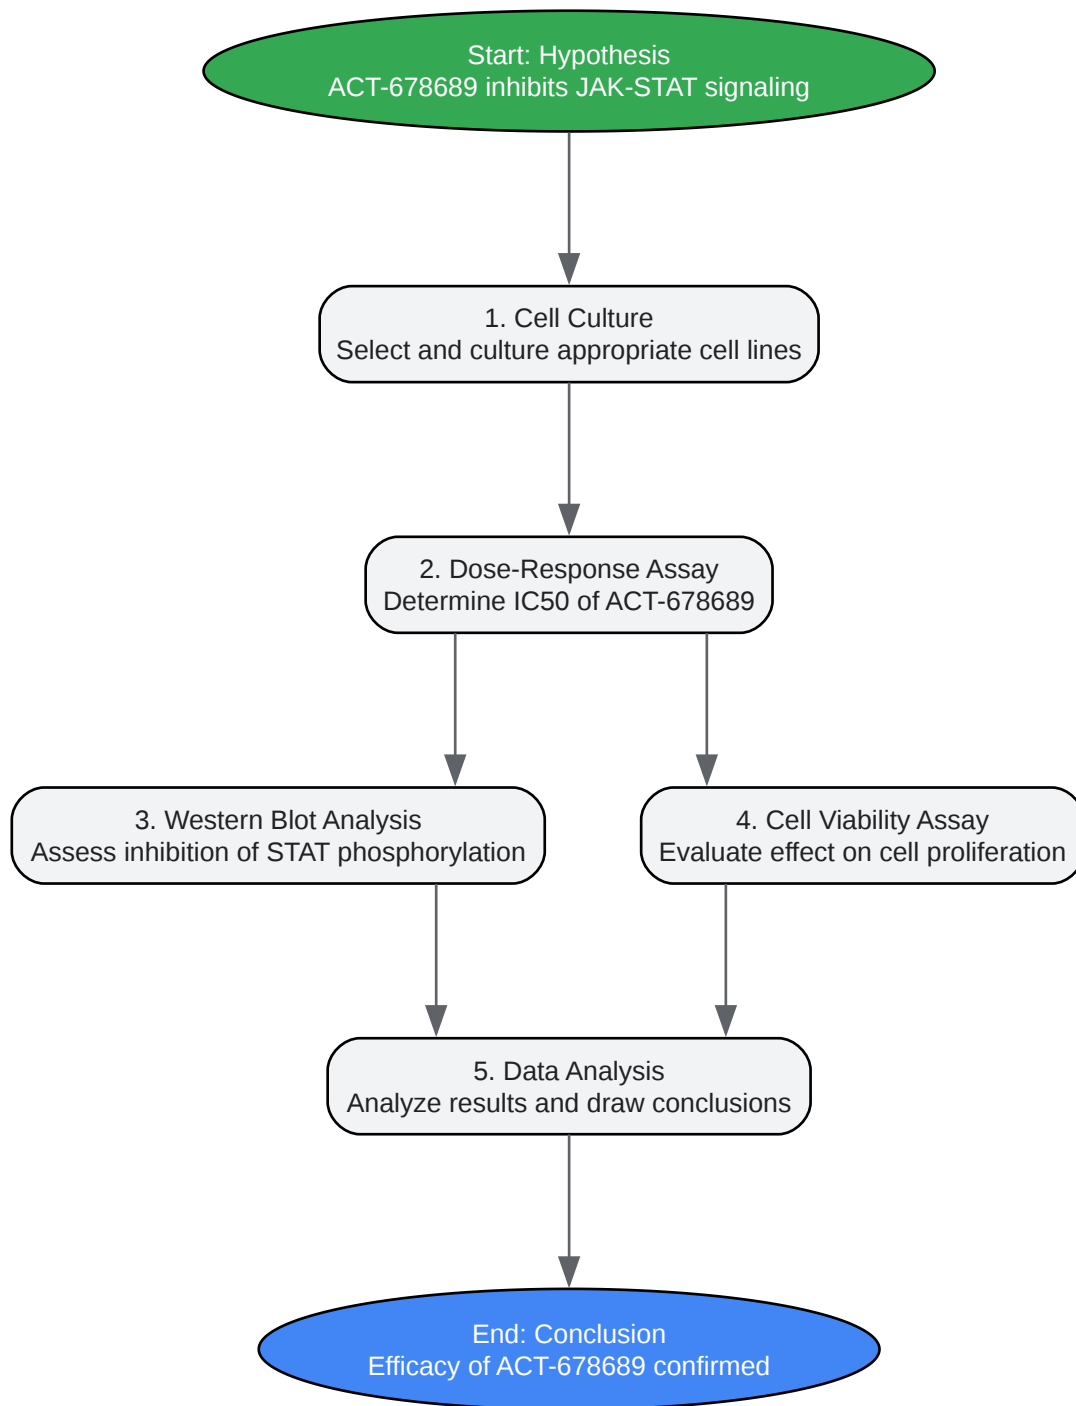 Start: Hypothesis
ACT-678689 inhibits JAK-STAT signaling
1. Cell Culture
Select and culture appropriate cell lines
2. Dose-Response Assay
Determine IC50 of ACT-678689
3. Western Blot Analysis
Assess inhibition of STAT phosphorylation
4. Cell Viability Assay
Evaluate effect on cell proliferation
5. Data Analysis
Analyze results and draw conclusions
End: Conclusion
Efficacy of ACT-678689 confirmed